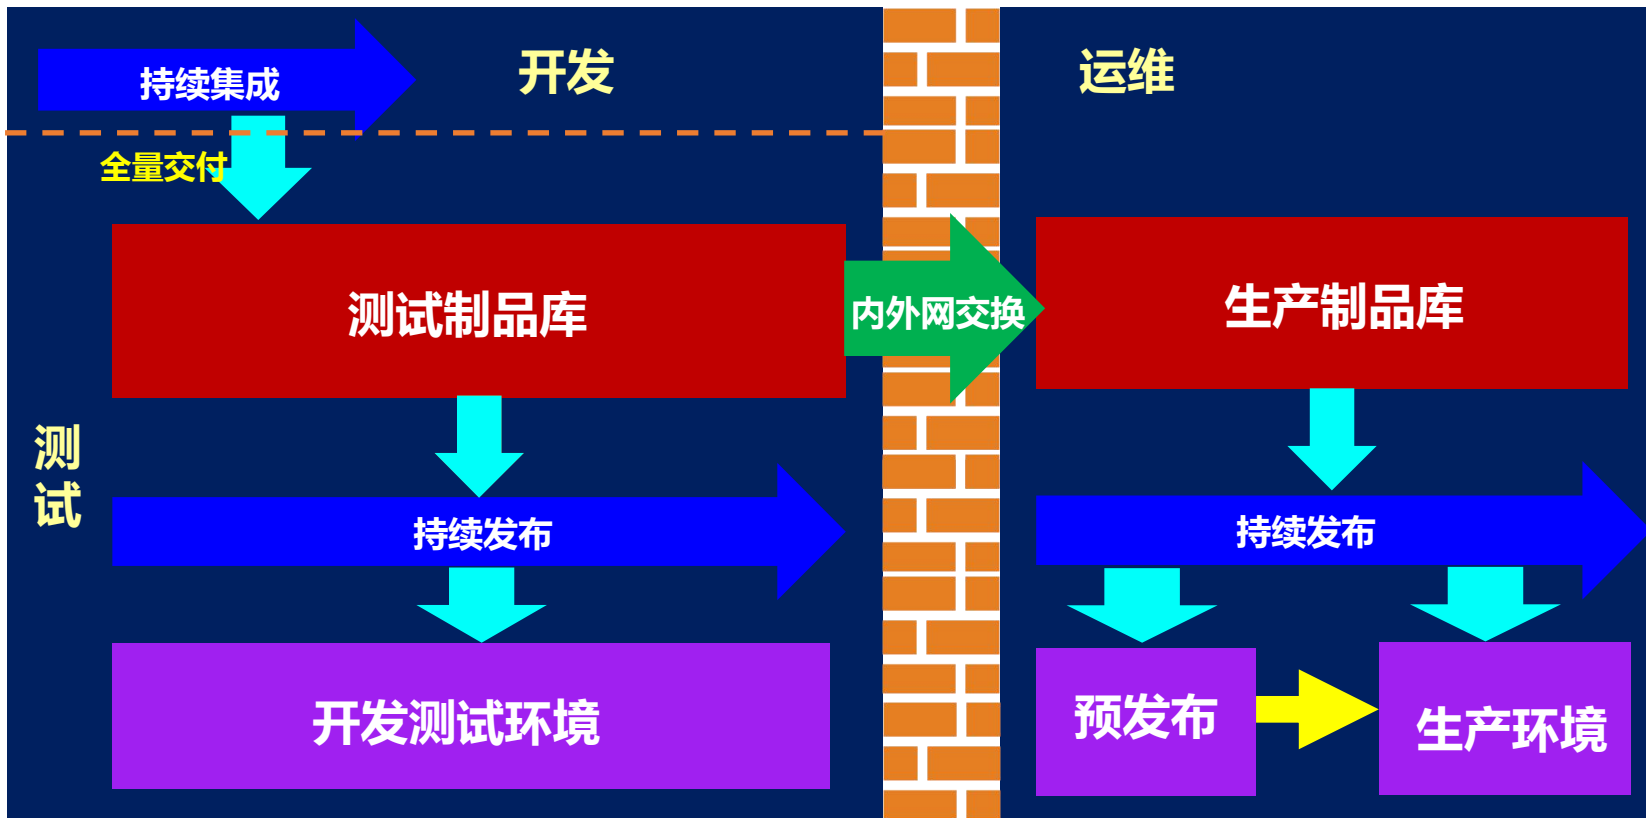 持续集成
开发
运维
全量交付
测试制品库
内外网交换
生产制品库
测
试
持续发布
持续发布
开发测试环境
预发布
生产环境